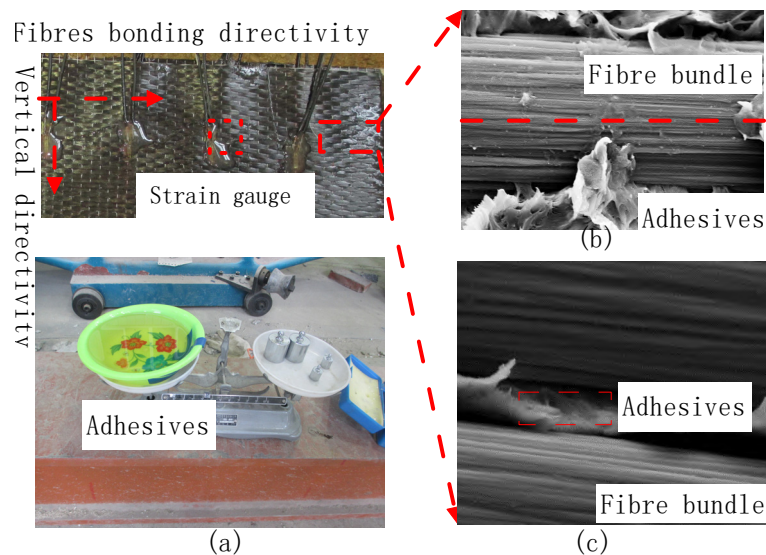 Fibres bonding directivity
Vertical directivity
Strain gauge
Adhesives
(a)
Fibre bundle
Adhesives
(b)
Adhesives
Fibre bundle
(c)